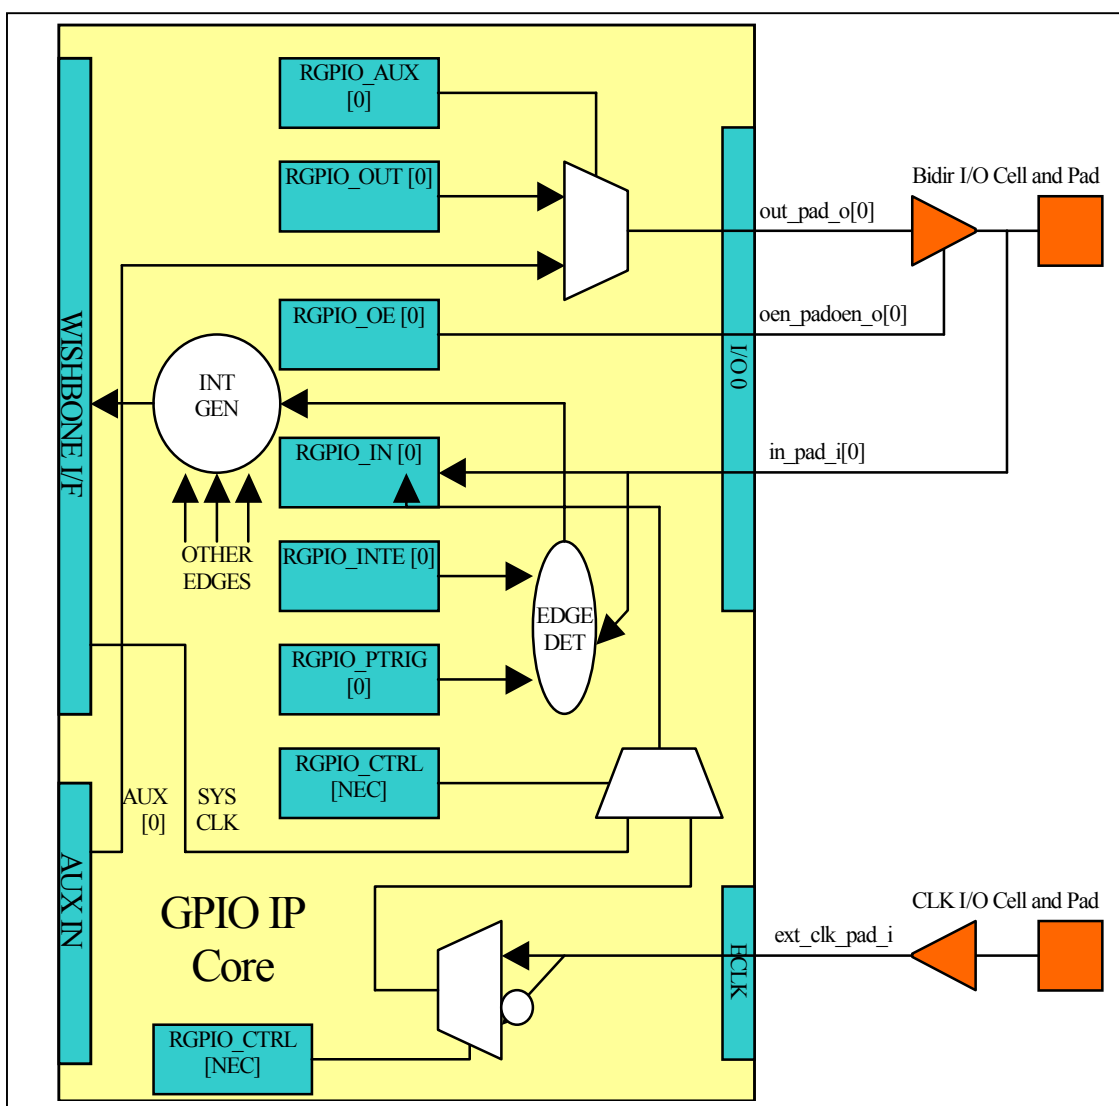 RGPIO_AUX
[0]
RGPIO_OUT [0]
Bidir I/O Cell and Pad
out_pad_o[0]
RGPIO_OE [0]
oen_padoen_o[0]
WISHBONE I/F
INT
GEN
I/O 0
RGPIO_IN [0]
in_pad_i[0]
OTHER
EDGES
RGPIO_INTE [0]
EDGE
DET
RGPIO_PTRIG
[0]
RGPIO_CTRL
[NEC]
AUX
[0]
SYS
CLK
AUX IN
GPIO IP
Core
CLK I/O Cell and Pad
ext_clk_pad_i
ECLK
RGPIO_CTRL
[NEC]